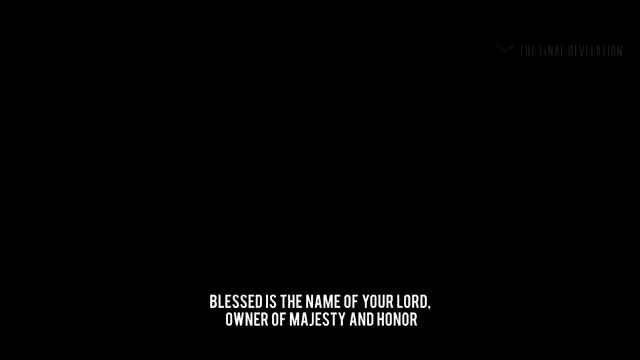 THE FINAL REVELATION
BLESSED IS THE NAME OF YOUR LORD,
OWNER OF MAJESTY AND HONOR